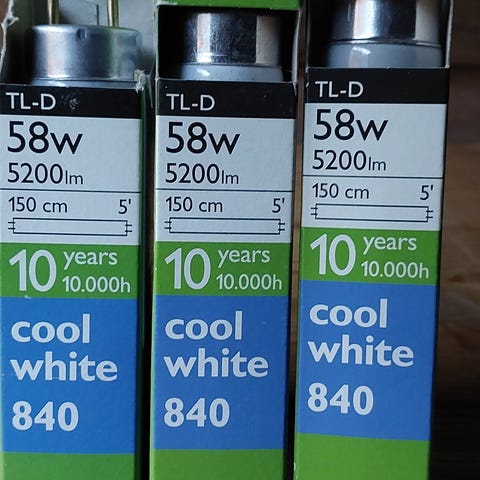 TL-D
58w
5200lm
150 cm 5'
10 years
10.000h
cool
white
840
TL-D
58w
5200lm
150 cm 5'
10 years
10.000h
cool
white
840
TL-D
58w
5200lm
150 cm 5'
10 years
10.000h
cool
white
840